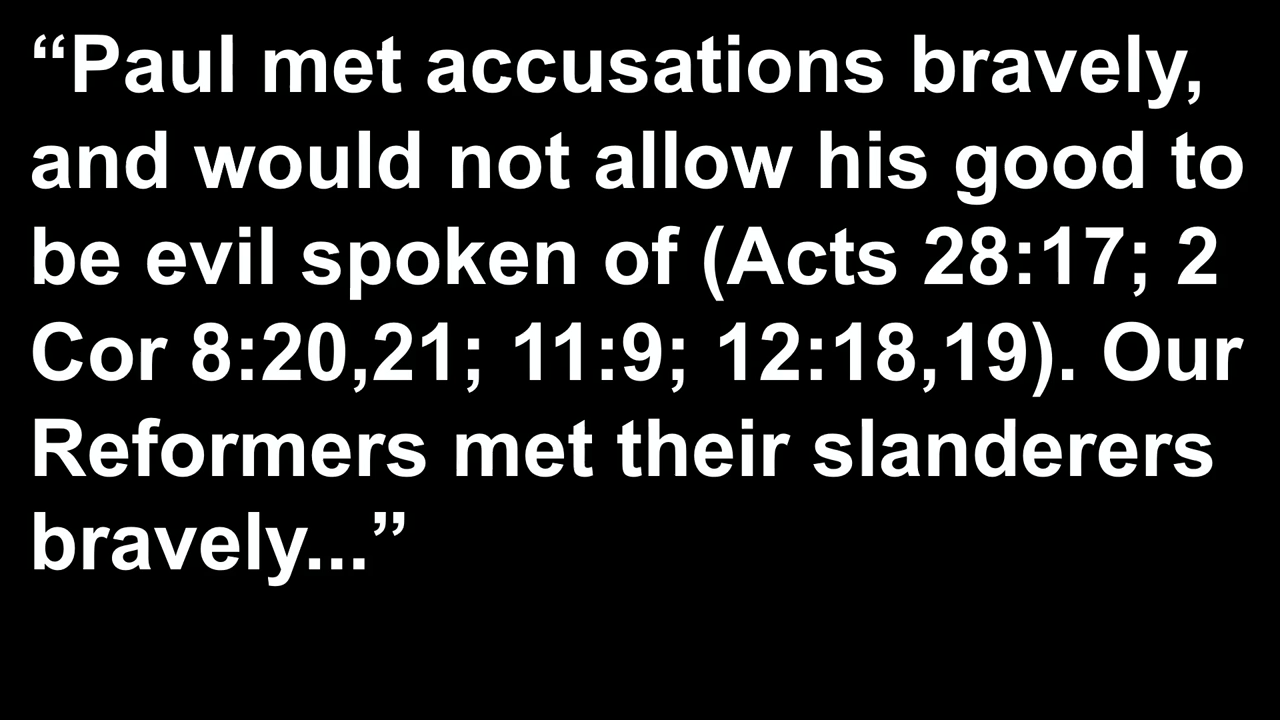 “Paul met accusations bravely,
and would not allow his good to
be evil spoken of (Acts 28:17; 2
Cor 8:20,21; 11:9; 12:18,19). Our
Reformers met their slanderers
bravely...”